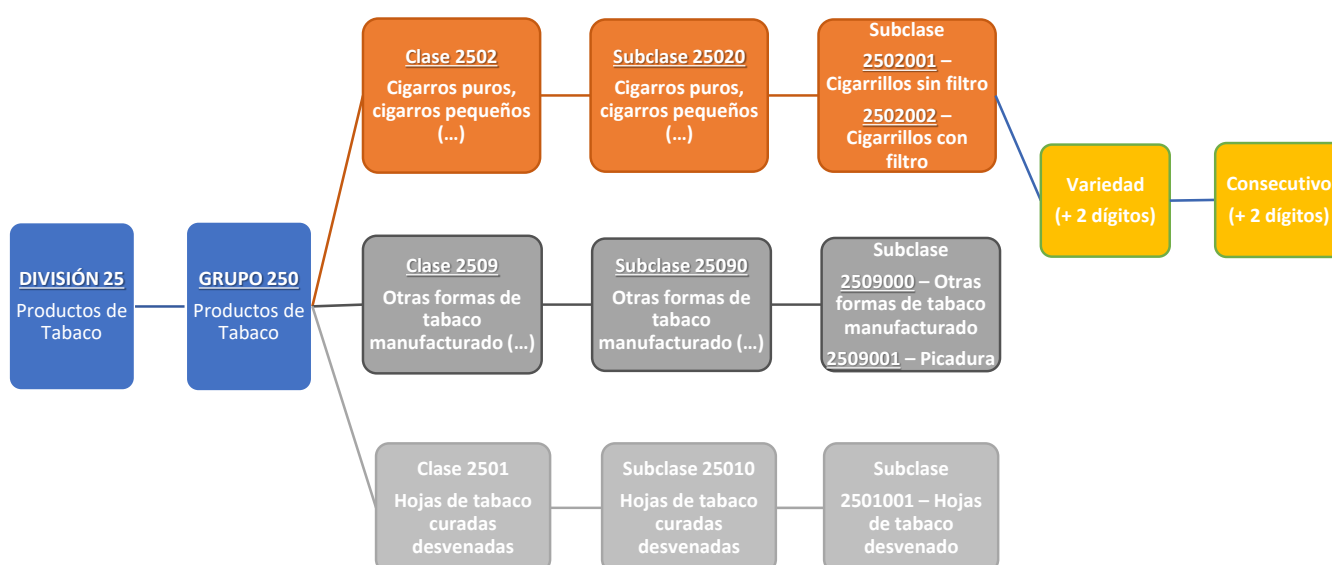 DIVISIÓN 25
Productos de
Tabaco
GRUPO 250
Productos de
Tabaco
Clase 2502
Cigarros puros,
cigarros pequeños
(...)
Subclase 25020
Cigarros puros,
cigarros pequeños
(...)
Subclase
2502001 –
Cigarrillos sin filtro
2502002 –
Cigarrillos con
filtro
Variedad
(+ 2 dígitos)
Consecutivo
(+ 2 dígitos)
Clase 2509
Otras formas de
tabaco
manufacturado (...)
Subclase 25090
Otras formas de
tabaco
manufacturado (...)
Subclase
2509000 – Otras
formas de tabaco
manufacturado
2509001 – Picadura
Clase 2501
Hojas de tabaco
curadas
desvenadas
Subclase 25010
Hojas de tabaco
curadas
desvenadas
Subclase
2501001 – Hojas
de tabaco
desvenado